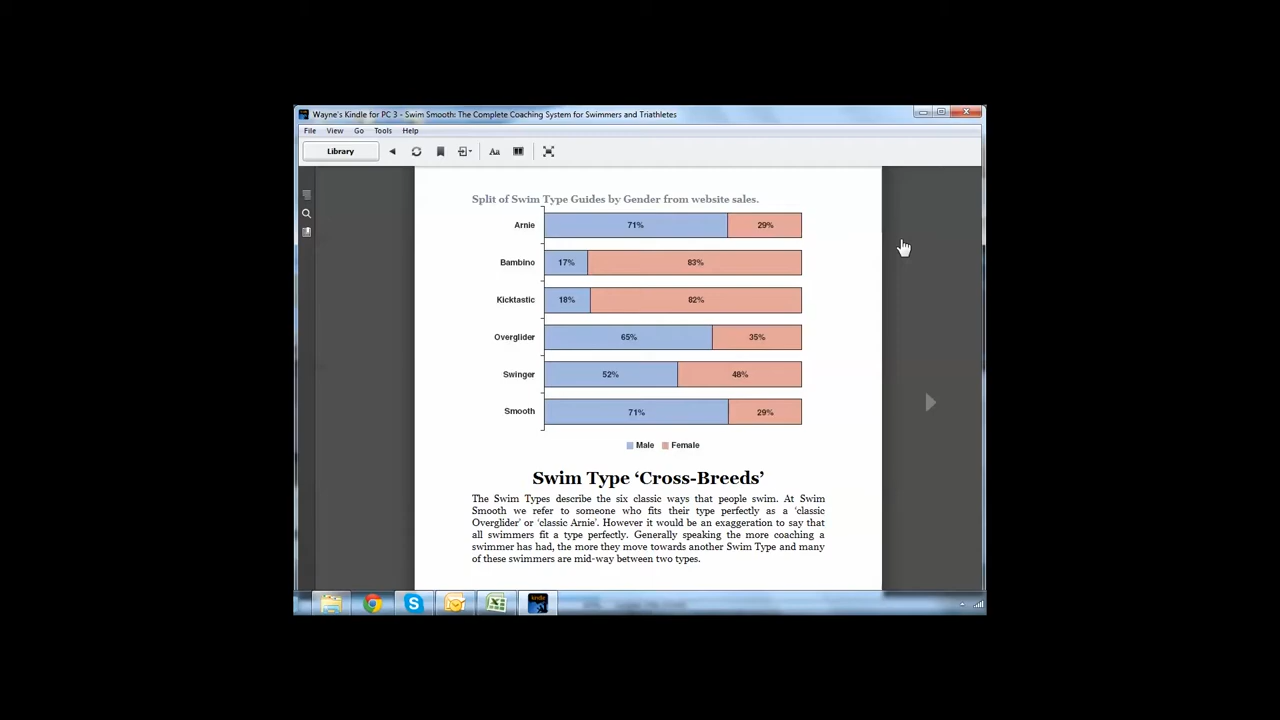 Wayne's Kindle for PC 3 - Swim Smooth: The Complete Coaching System for Swimmers and Triathletes
File View Go Tools Help
Library Aa
Split of Swim Type Guides by Gender from website sales.
Arnie 71% 29%
Bambino 17% 83%
Kicktastic 18% 82%
Overglider 65% 35%
Swinger 52% 48%
Smooth 71% 29%
Male Female
Swim Type ‘Cross-Breeds’
The Swim Types describe the six classic ways that people swim. At Swim
Smooth we refer to someone who fits their type perfectly as a ‘classic
Overglider’ or ‘classic Arnie’. However it would be an exaggeration to say that
all swimmers fit a type perfectly. Generally speaking the more coaching a
swimmer has had, the more they move towards another Swim Type and many
of these swimmers are mid-way between two types.
kindle